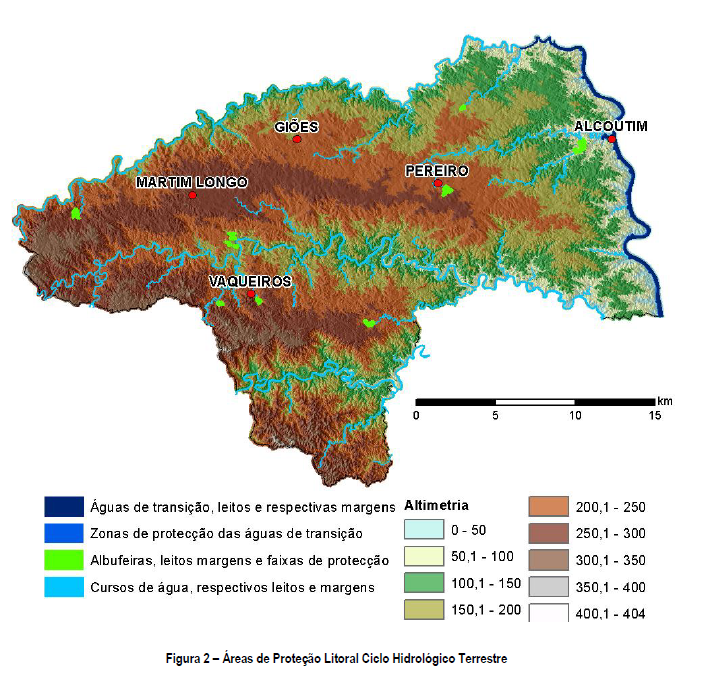 GIÕES
ALCOUTIM
PEREIRO
MARTIM LONGO
VAQUEIROS
km
0 5 10 15
Águas de transição, leitos e respectivas margens
Zonas de protecção das águas de transição
Albufeiras, leitos margens e faixas de protecção
Cursos de água, respectivos leitos e margens
Altimetria
0 - 50
50,1 - 100
100,1 - 150
150,1 - 200
200,1 - 250
250,1 - 300
300,1 - 350
350,1 - 400
400,1 - 404
Figura 2 – Áreas de Proteção Litoral Ciclo Hidrológico Terrestre